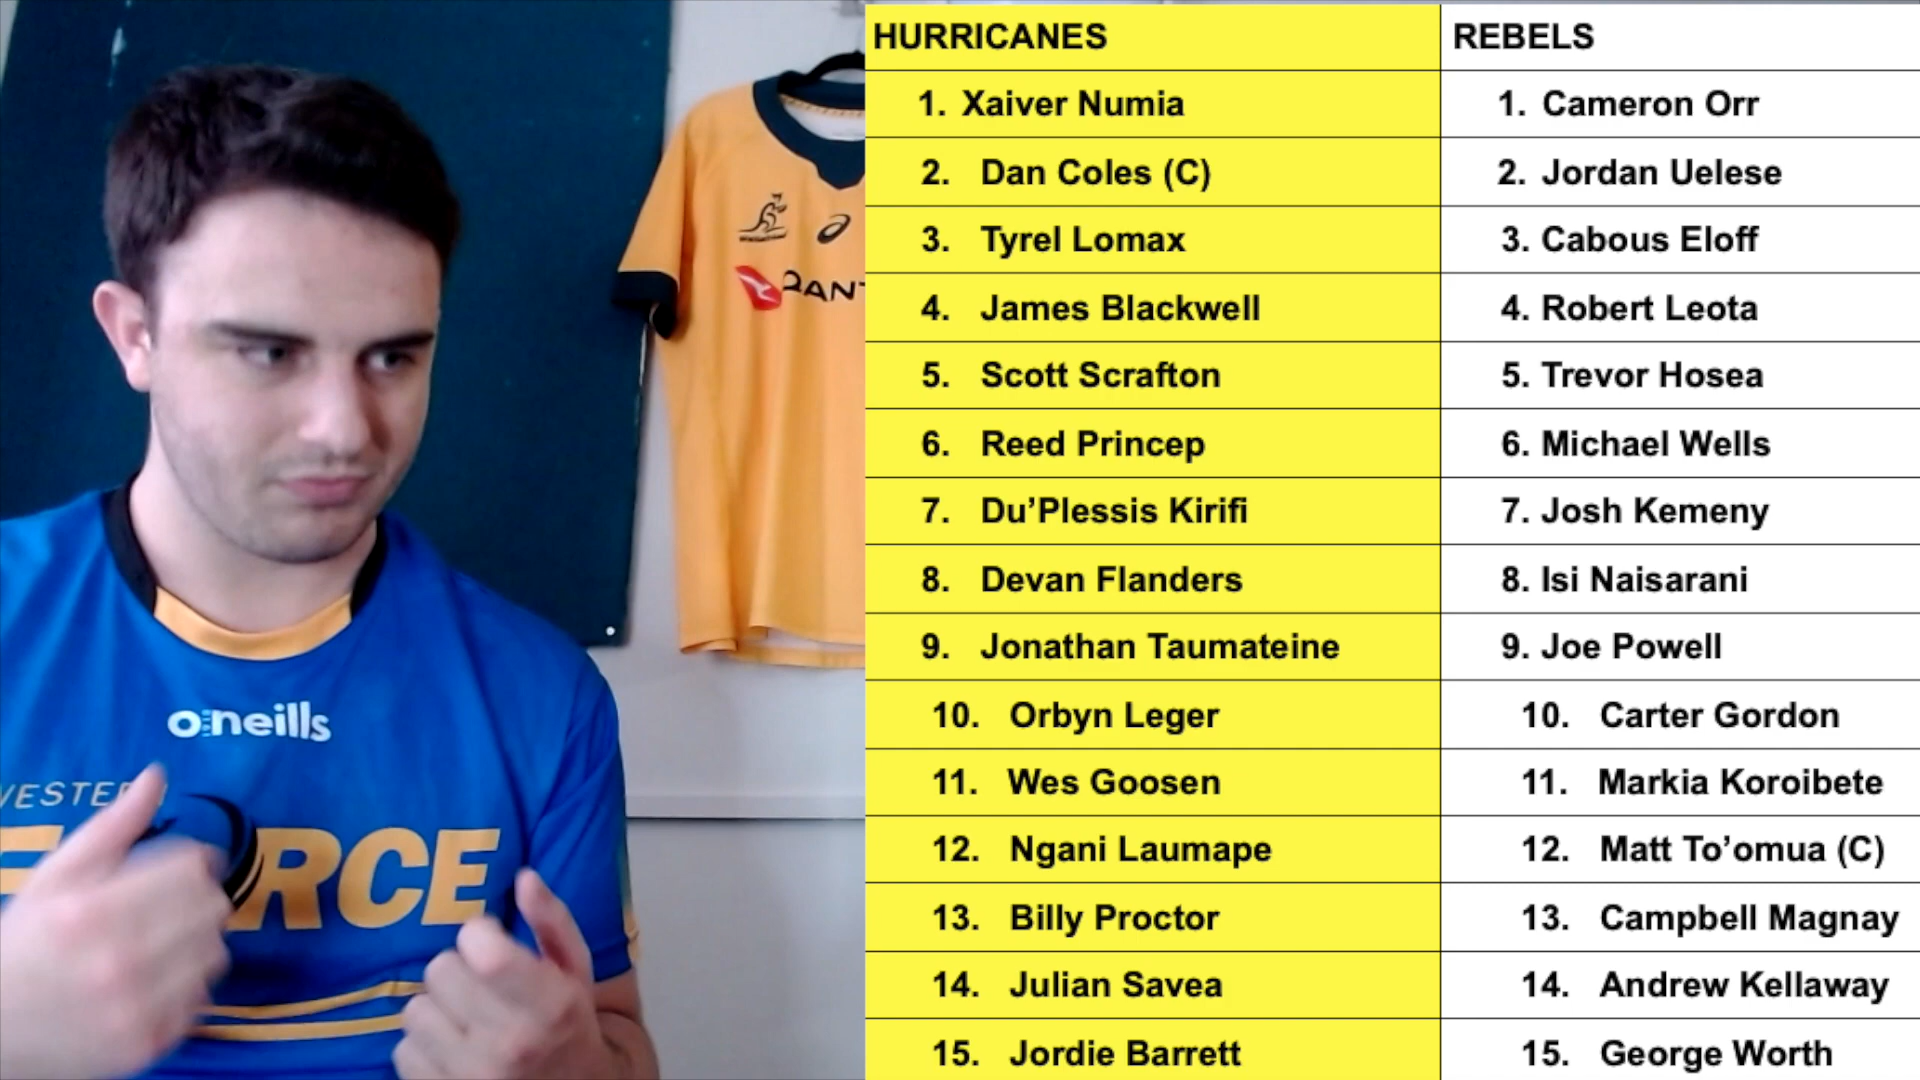 HURRICANES
1. Xaiver Numia
2. Dan Coles (C)
3. Tyrel Lomax
4. James Blackwell
5. Scott Scrafton
6. Reed Princep
7. Du’Plessis Kirifi
8. Devan Flanders
9. Jonathan Taumateine
10. Orbyn Leger
11. Wes Goosen
12. Ngani Laumape
13. Billy Proctor
14. Julian Savea
15. Jordie Barrett
REBELS
1. Cameron Orr
2. Jordan Uelese
3. Cabous Eloff
4. Robert Leota
5. Trevor Hosea
6. Michael Wells
7. Josh Kemeny
8. Isi Naisarani
9. Joe Powell
10. Carter Gordon
11. Markia Koroibete
12. Matt To’omua (C)
13. Campbell Magnay
14. Andrew Kellaway
15. George Worth
QANT
o'neills
WESTERN
FORCE